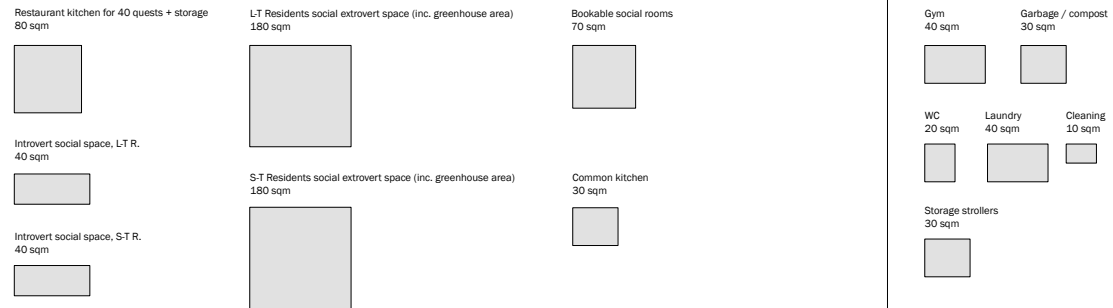 Restaurant kitchen for 40 quests + storage
80 sqm
L-T Residents social extrovert space (inc. greenhouse area)
180 sqm
Bookable social rooms
70 sqm
Gym
40 sqm
Garbage / compost
30 sqm
Introvert social space, L-T R.
40 sqm
WC
20 sqm
Laundry
40 sqm
Cleaning
10 sqm
S-T Residents social extrovert space (inc. greenhouse area)
180 sqm
Common kitchen
30 sqm
Storage strollers
30 sqm
Introvert social space, S-T R.
40 sqm